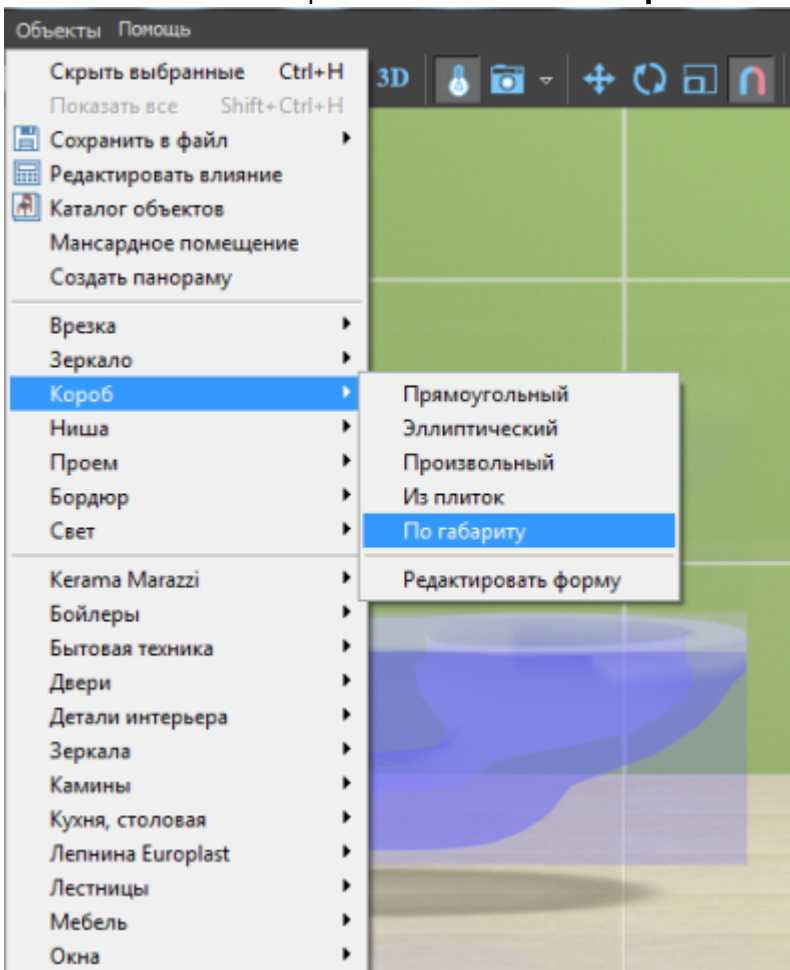 Объекты Помощь
Скрыть выбранные Ctrl+H
3D
Показать все Shift+Ctrl+H
Сохранить в файл
Редактировать влияние
Каталог объектов
Мансардное помещение
Создать панораму
Врезка
Зеркало
Короб
Прямоугольный
Ниша
Эллиптический
Проем
Произвольный
Бордюр
Из плиток
Свет
По габариту
Kerama Marazzi
Редактировать форму
Бойлеры
Бытовая техника
Двери
Детали интерьера
Зеркала
Камины
Кухня, столовая
Лепнина Europlast
Лестницы
Мебель
Окна